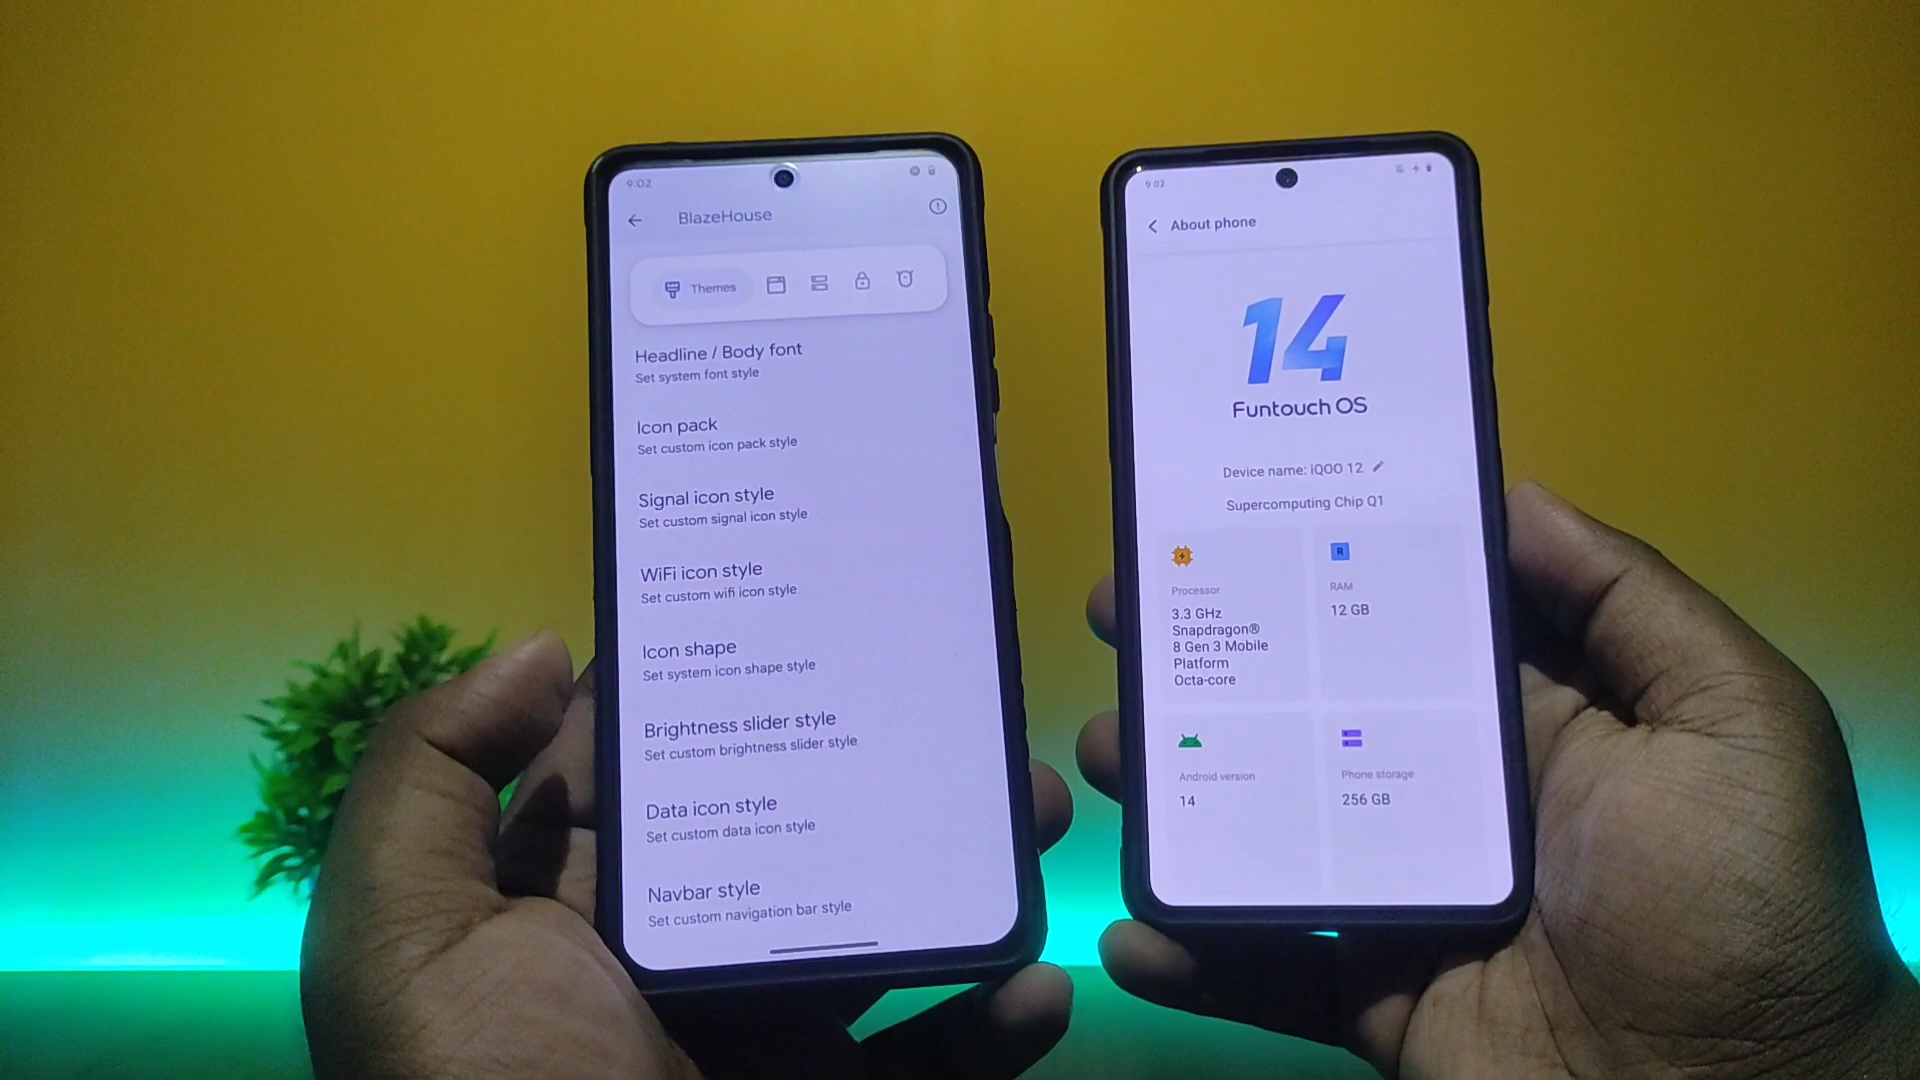 9:02
BlazeHouse
Themes
Headline / Body font
Set system font style
Icon pack
Set custom icon pack style
Signal icon style
Set custom signal icon style
WiFi icon style
Set custom wifi icon style
Icon shape
Set system icon shape style
Brightness slider style
Set custom brightness slider style
Data icon style
Set custom data icon style
Navbar style
Set custom navigation bar style
9:02
About phone
14
Funtouch OS
Device name: iQOO 12
Supercomputing Chip Q1
Processor
3.3 GHz
Snapdragon®
8 Gen 3 Mobile
Platform
Octa-core
R
RAM
12 GB
Android version
14
Phone storage
256 GB